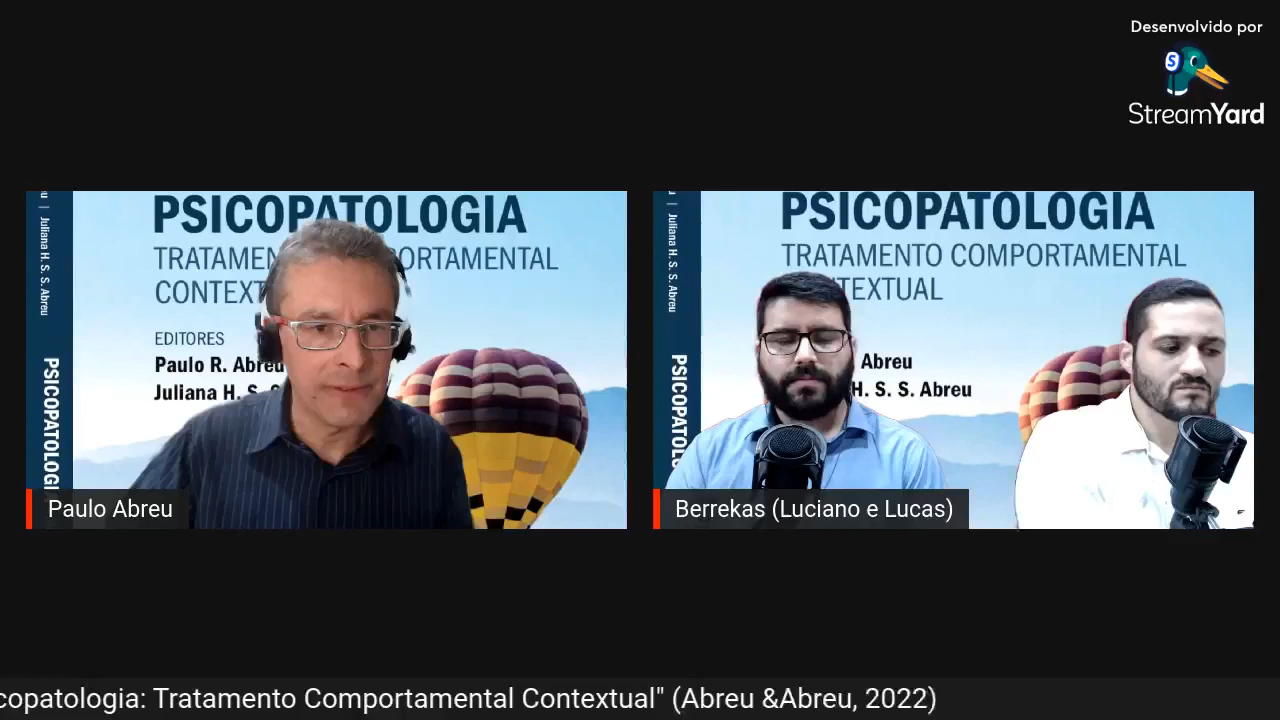 Desenvolvido por
S
StreamYard
u | Juliana H. S. S. Abreu
PSICOPATOLOGI
PSICOPATOLOGIA
TRATAMEN ORTAMENTAL
CONTEXT
EDITORES
Paulo R. Abreu
Juliana H. S.
Paulo Abreu
u | Juliana H. S. S. Abreu
PSICOPATOL
PSICOPATOLOGIA
TRATAMENTO COMPORTAMENTAL
TEXTUAL
Abreu
H. S. S. Abreu
Berrekas (Luciano e Lucas)
copatologia: Tratamento Comportamental Contextual" (Abreu &Abreu, 2022)